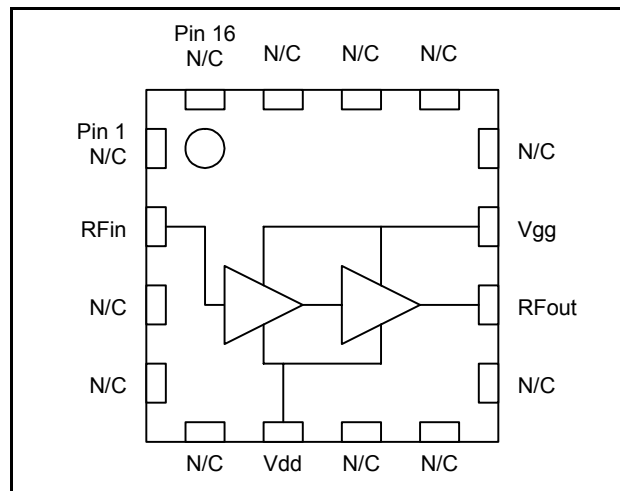 Pin 16
N/C N/C N/C N/C
Pin 1
N/C N/C
RFin Vgg
N/C RFout
N/C N/C
N/C Vdd N/C N/C